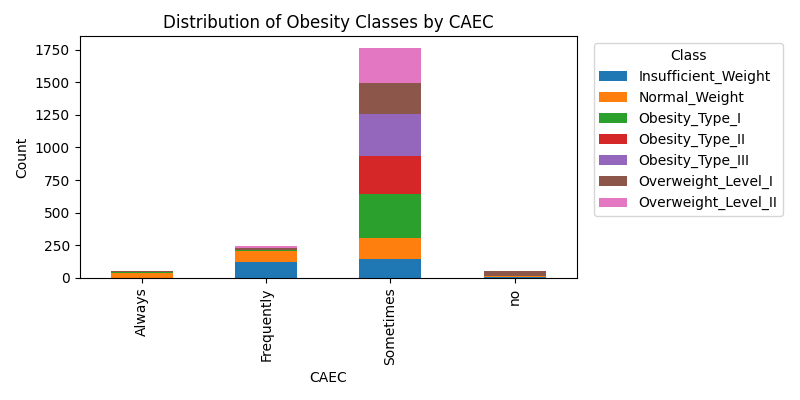 Distribution of Obesity Classes by CAEC
Count
1750
1500
1250
1000
750
500
250
0
Always
Frequently
Sometimes
no
CAEC
Class
Insufficient_Weight
Normal_Weight
Obesity_Type_I
Obesity_Type_II
Obesity_Type_III
Overweight_Level_I
Overweight_Level_II